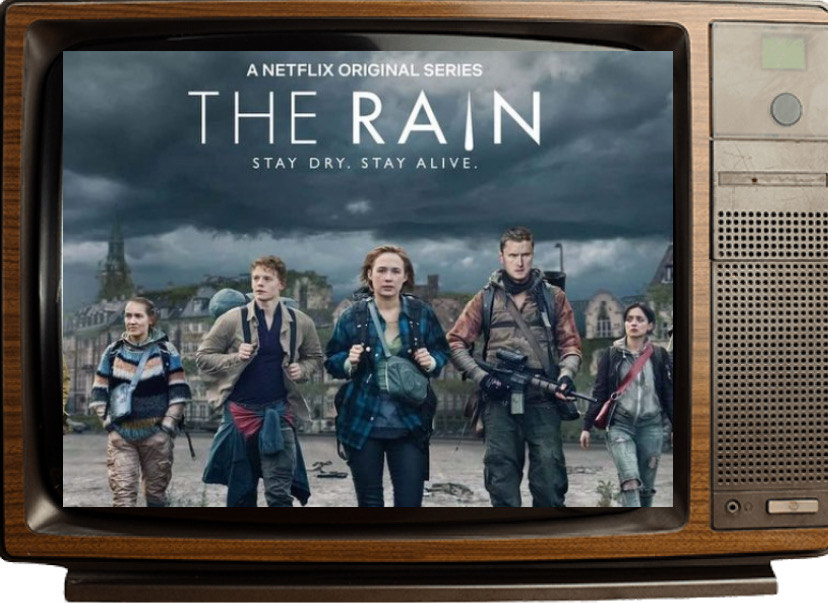 A NETFLIX ORIGINAL SERIES
THE RAIN
STAY DRY. STAY ALIVE.